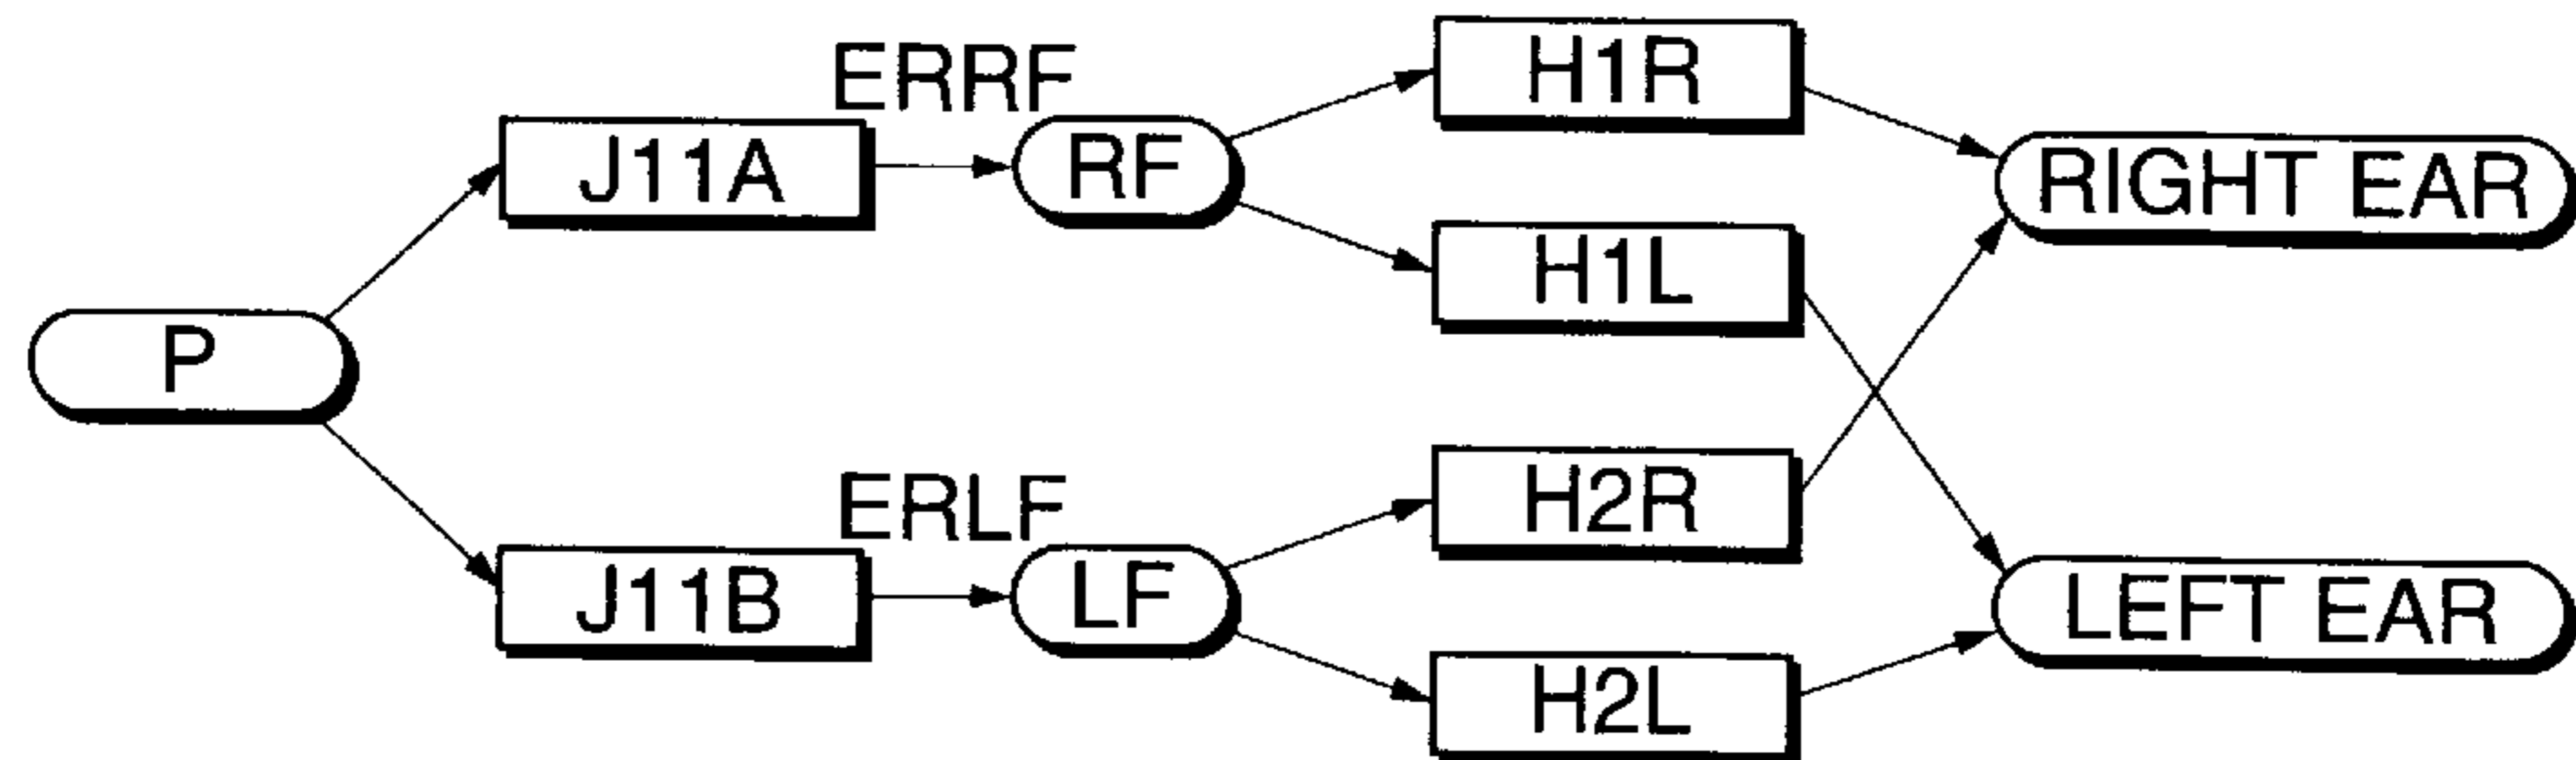 ERRF
H1R
J11A
RF
RIGHT EAR
H1L
P
ERLF
H2R
J11B
LF
LEFT EAR
H2L